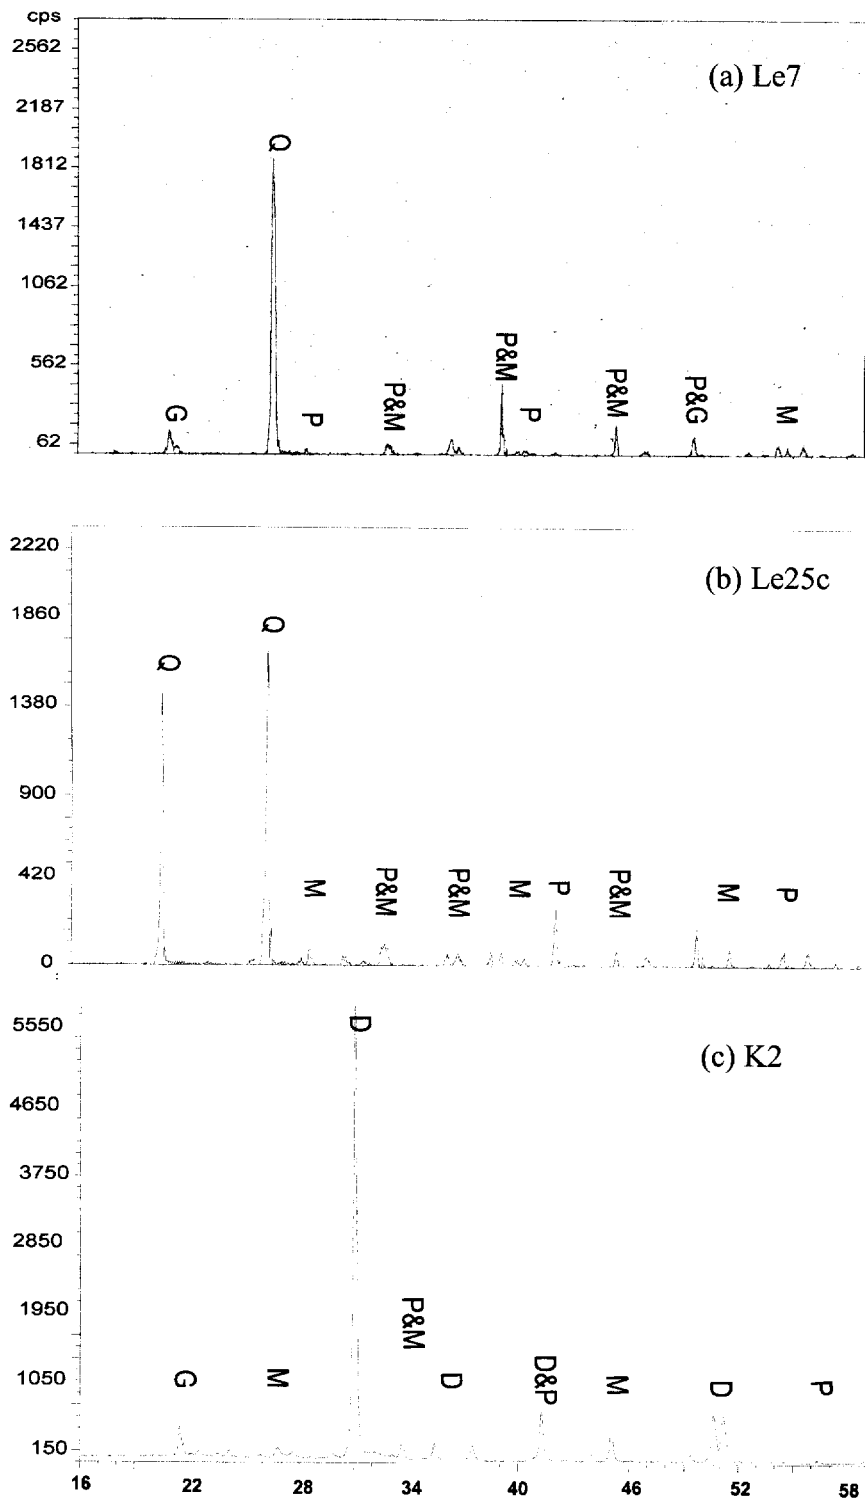 cps
2562
2187
1812
1437
1062
562
62
(a) Le7
G
Q
P
P&M
P&M
P
P&M
P&G
M
2220
1860
1380
900
420
0
(b) Le25c
Q
Q
M
P&M
P&M
M
P
P&M
M
P
5550
4650
3750
2850
1950
1050
150
(c) K2
G
M
D
P&M
D
D&P
M
D
P
16 22 28 34 40 46 52 58